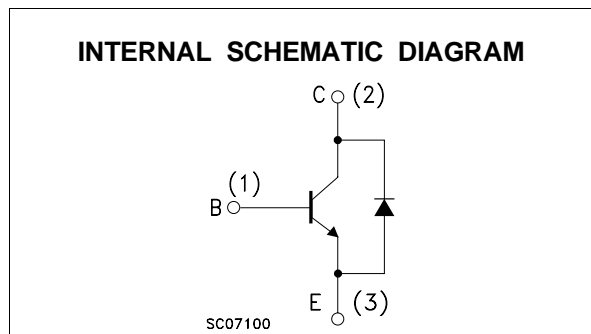 INTERNAL SCHEMATIC DIAGRAM
C (2)
(1)
B
E (3)
SC07100